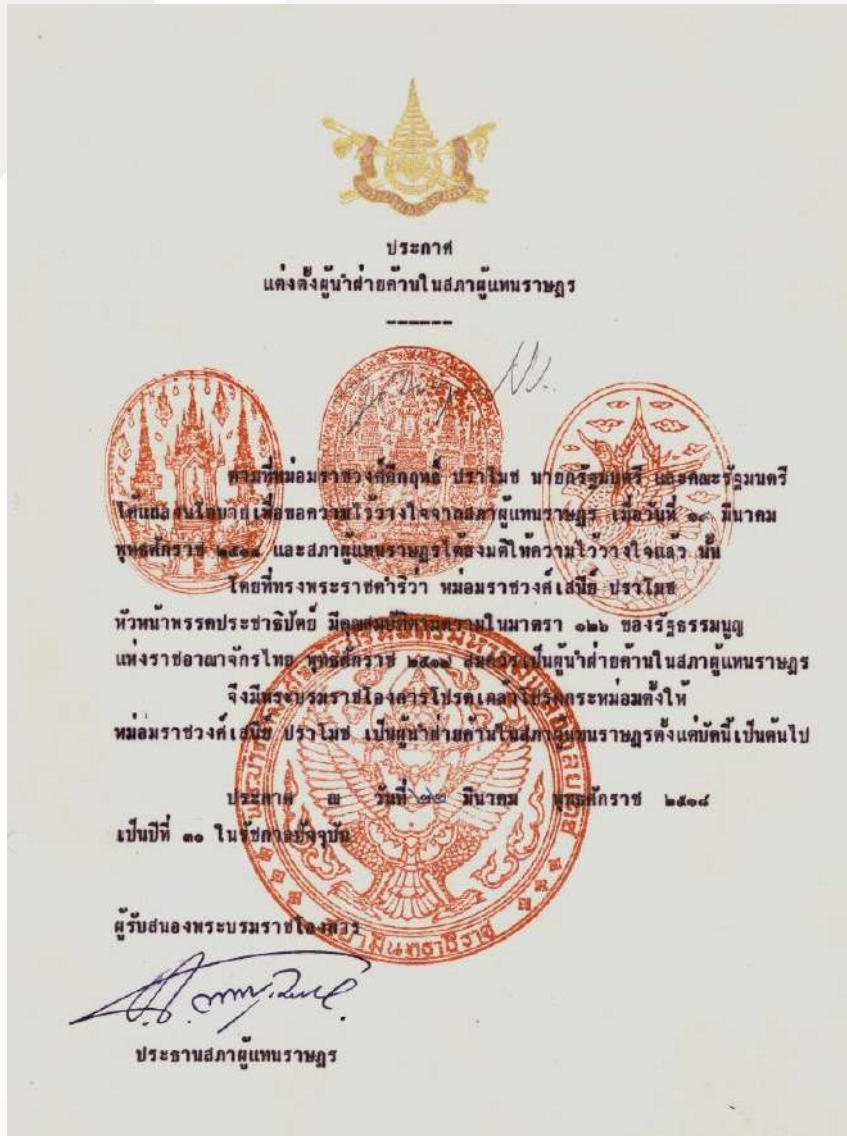 ประกาศ
แต่งตั้งผู้นำฝ่ายค้านในสภาผู้แทนราษฎร
------
ตามที่หม่อมราชวงศ์คึกฤทธิ์ ปราโมช นายกรัฐมนตรี และคณะรัฐมนตรี
ได้แถลงนโยบายเพื่อขอความไว้วางใจจากสภาผู้แทนราษฎร เมื่อวันที่ ๑๙ มีนาคม
พุทธศักราช ๒๕๑๘ และสภาผู้แทนราษฎรได้ลงมติให้ความไว้วางใจแล้ว นั้น
โดยที่ทรงพระราชดำริว่า หม่อมราชวงศ์เสนีย์ ปราโมช
หัวหน้าพรรคประชาธิปัตย์ มีคุณสมบัติตามความในมาตรา ๑๒๖ ของรัฐธรรมนูญ
แห่งราชอาณาจักรไทย พุทธศักราช ๒๕๑๗ สมควรเป็นผู้นำฝ่ายค้านในสภาผู้แทนราษฎร
จึงมีพระบรมราชโองการโปรดเกล้าโปรดกระหม่อมตั้งให้
หม่อมราชวงศ์เสนีย์ ปราโมช เป็นผู้นำฝ่ายค้านในสภาผู้แทนราษฎรตั้งแต่บัดนี้เป็นต้นไป
ประกาศ ณ วันที่ ๒๒ มีนาคม พุทธศักราช ๒๕๑๘
เป็นปีที่ ๓๐ ในรัชกาลปัจจุบัน
ผู้รับสนองพระบรมราชโองการ
ประธานสภาผู้แทนราษฎร